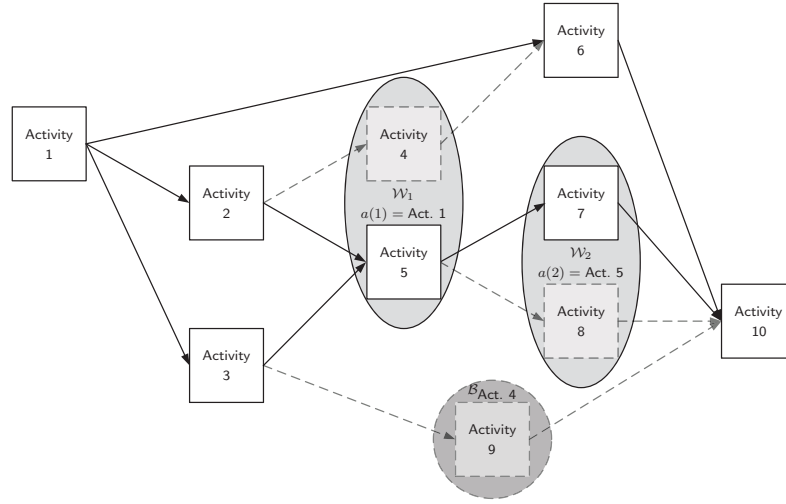 Activity
6
Activity
1
Activity
4
Activity
2
𝒲₁
a(1) = Act. 1
Activity
5
Activity
7
𝒲₂
a(2) = Act. 5
Activity
8
Activity
10
Activity
3
ℬ_Act. 4
Activity
9